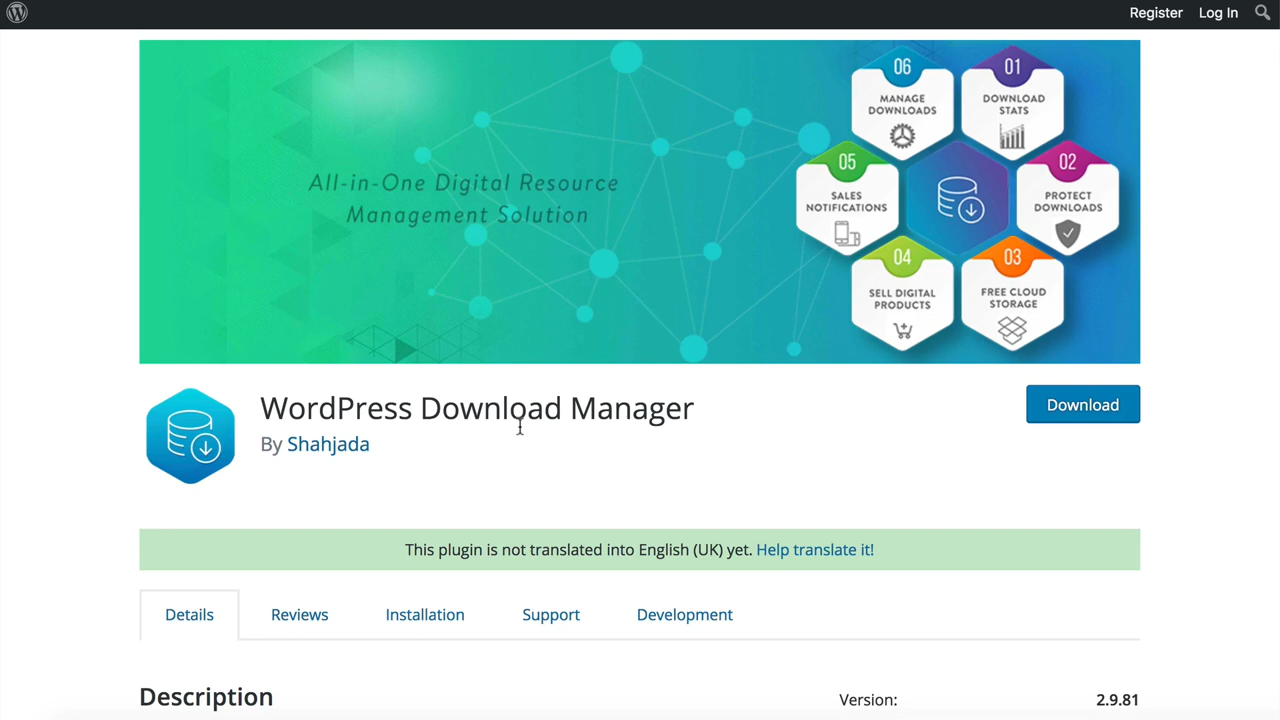 Register Log In
All-in-One Digital Resource
Management Solution
06
MANAGE
DOWNLOADS
01
DOWNLOAD
STATS
05
SALES
NOTIFICATIONS
02
PROTECT
DOWNLOADS
04
SELL DIGITAL
PRODUCTS
03
FREE CLOUD
STORAGE
WordPress Download Manager
By Shahjada
Download
This plugin is not translated into English (UK) yet. Help translate it!
Details Reviews Installation Support Development
Description
Version: 2.9.81